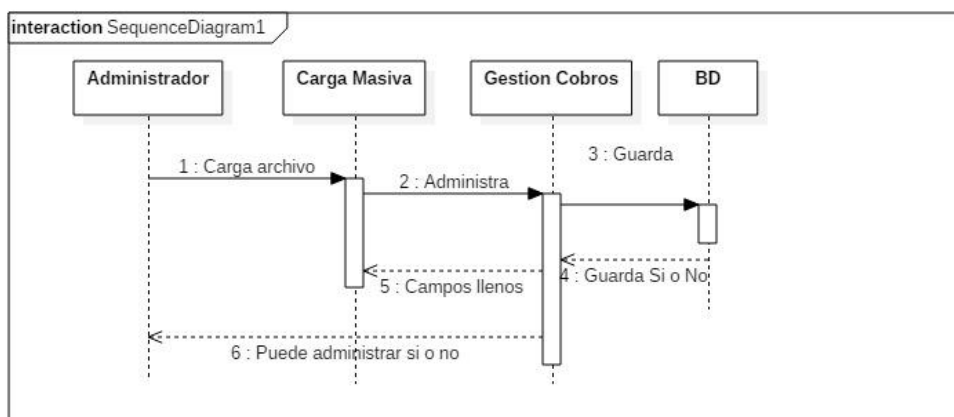 interaction SequenceDiagram1
Administrador
Carga Masiva
Gestion Cobros
BD
3 : Guarda
1 : Carga archivo
2 : Administra
4 : Guarda Si o No
5 : Campos llenos
6 : Puede administrar si o no